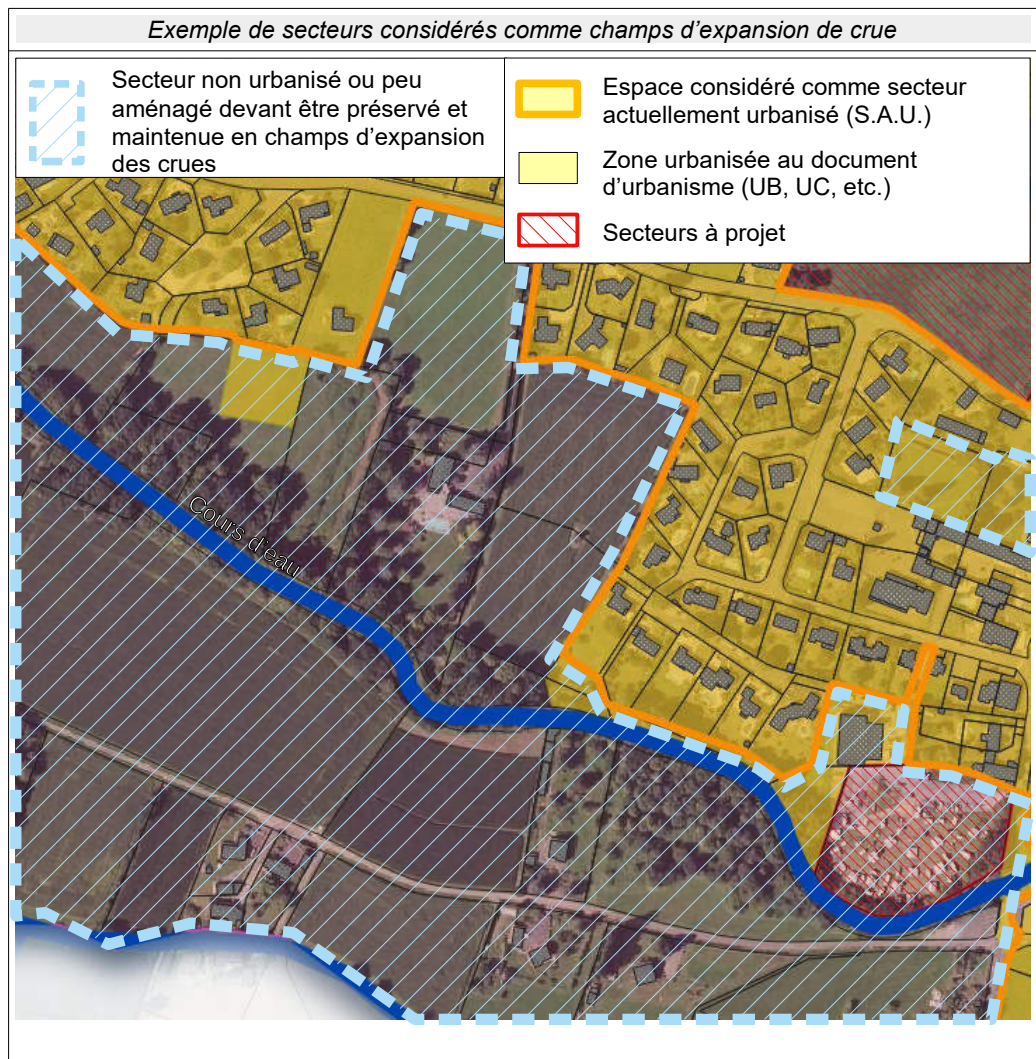 Exemple de secteurs considérés comme champs d'expansion de crue
Secteur non urbanisé ou peu
aménagé devant être préservé et
maintenue en champs d'expansion
des crues
Espace considéré comme secteur
actuellement urbanisé (S.A.U.)
Zone urbanisée au document
d'urbanisme (UB, UC, etc.)
Secteurs à projet
Cours d'eau